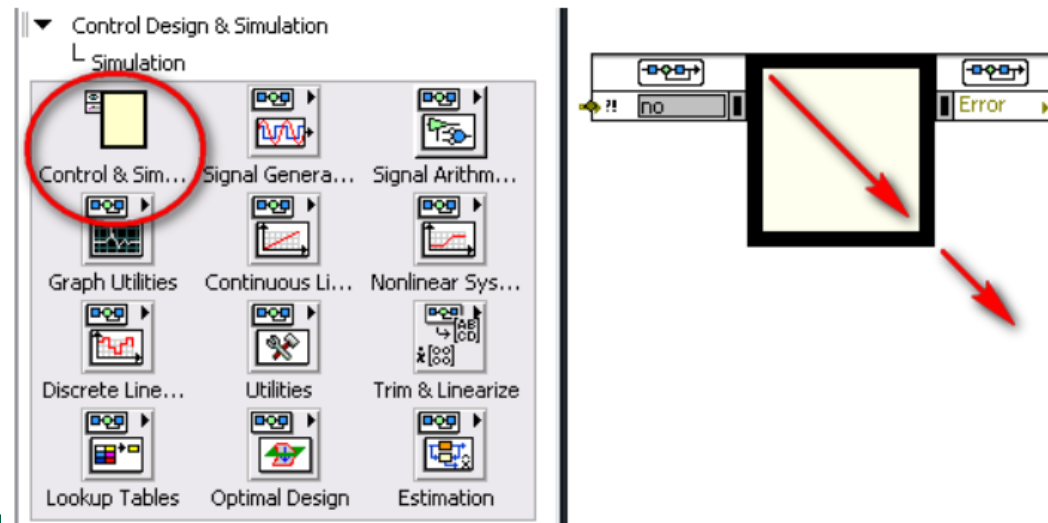 Control Design & Simulation
Simulation
Control & Sim...
Signal Genera...
Signal Arithm...
Graph Utilities
Continuous Li...
Nonlinear Sys...
Discrete Line...
Utilities
Trim & Linearize
Lookup Tables
Optimal Design
Estimation
?! no
Error